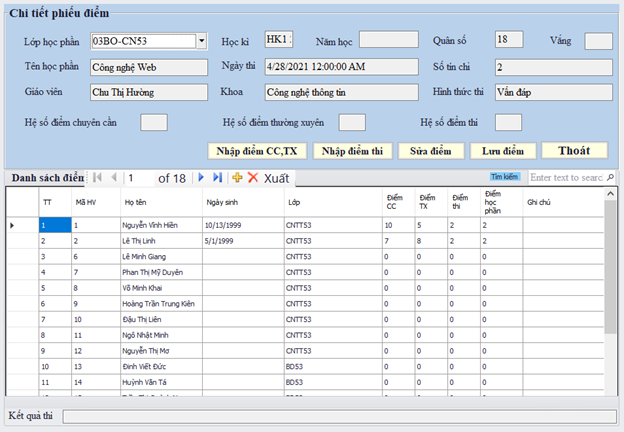 Chi tiết phiếu điểm
Lớp học phần 03BO-CN53 Học kì HK1 Năm học Quân số 18 Vắng
Tên học phần Công nghệ Web Ngày thi 4/28/2021 12:00:00 AM Số tin chỉ 2
Giáo viên Chu Thị Hường Khoa Công nghệ thông tin Hình thức thi Vấn đáp
Hệ số điểm chuyên cần Hệ số điểm thường xuyên Hệ số điểm thi
Nhập điểm CC,TX Nhập điểm thi Sửa điểm Lưu điểm Thoát
Danh sách điểm 1 of 18 Xuất Tìm kiếm Enter text to searc
TT Mã HV Họ tên Ngày sinh Lớp Điểm CC Điểm TX Điểm thi Điểm học phần Ghi chú
1 1 Nguyễn Vĩnh Hiền 10/13/1999 CNTT53 10 5 2 2
2 2 Lê Thị Linh 5/1/1999 CNTT53 7 8 2 2
3 6 Lê Minh Giang CNTT53 0 0 0 0
4 7 Phan Thị Mỹ Duyên CNTT53 0 0 0 0
5 8 Võ Minh Khai CNTT53 0 0 0 0
6 9 Hoàng Trần Trung Kiên CNTT53 0 0 0 0
7 10 Đậu Thị Liên CNTT53 0 0 0 0
8 11 Ngô Nhật Minh CNTT53 0 0 0 0
9 12 Nguyễn Thị Mơ CNTT53 0 0 0 0
10 13 Đinh Viết Đức BD53 0 0 0 0
11 14 Huỳnh Văn Tá BD53 0 0 0 0
Kết quả thi